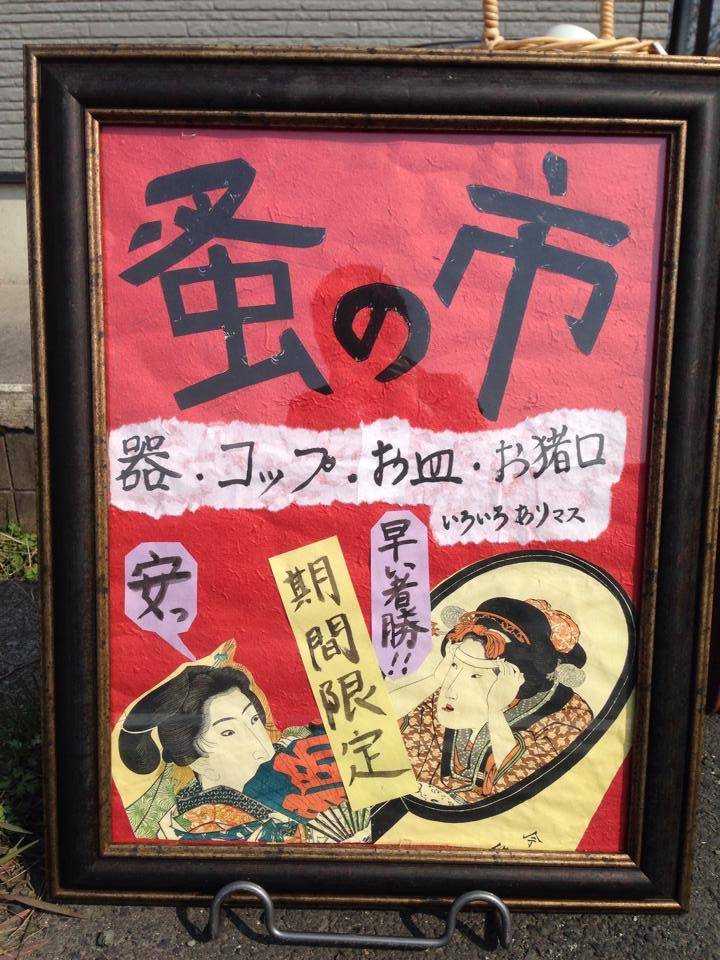 蚤の市
器・コップ・お皿・お猪口
いろいろありマス
安っ
期間限定
早い者勝!!